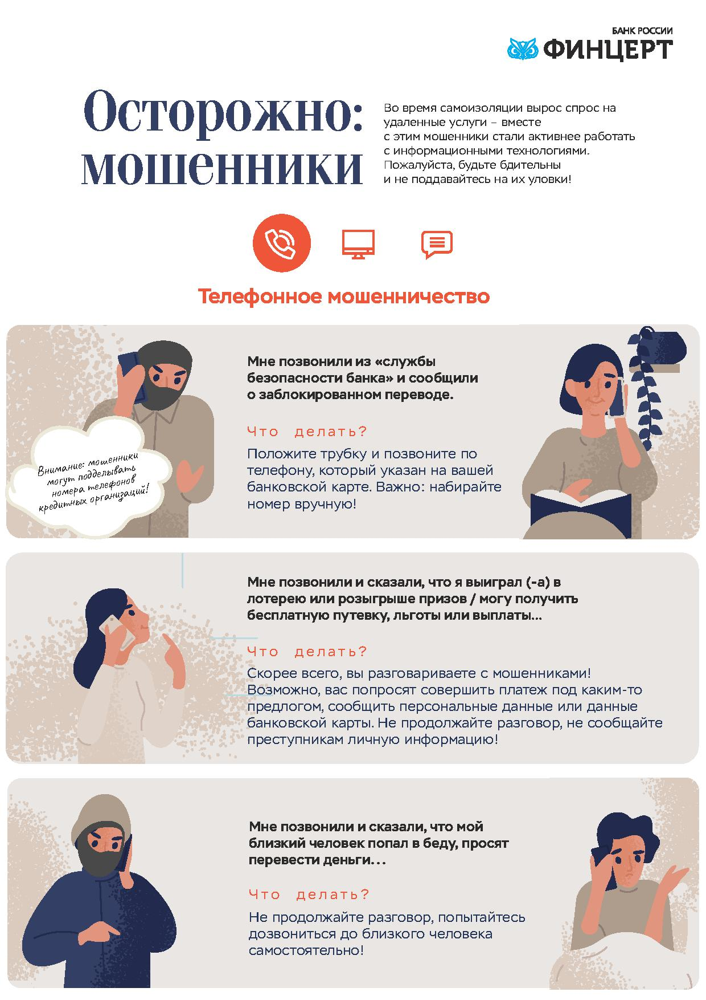 БАНК РОССИИ
ФИНЦЕРТ
Осторожно:
мошенники
Во время самоизоляции вырос спрос на
удаленные услуги – вместе
с этим мошенники стали активнее работать
с информационными технологиями.
Пожалуйста, будьте бдительны
и не поддавайтесь на их уловки!
Телефонное мошенничество
Мне позвонили из «службы
безопасности банка» и сообщили
о заблокированном переводе.
Что делать?
Положите трубку и позвоните по
телефону, который указан на вашей
банковской карте. Важно: набирайте
номер вручную!
Внимание: мошенники
могут подделывать
номера телефонов
кредитных организаций!
Мне позвонили и сказали, что я выиграл (-а) в
лотерею или розыгрыше призов / могу получить
бесплатную путевку, льготы или выплаты...
Что делать?
Скорее всего, вы разговариваете с мошенниками!
Возможно, вас попросят совершить платеж под каким-то
предлогом, сообщить персональные данные или данные
банковской карты. Не продолжайте разговор, не сообщайте
преступникам личную информацию!
Мне позвонили и сказали, что мой
близкий человек попал в беду, просят
перевести деньги...
Что делать?
Не продолжайте разговор, попытайтесь
дозвониться до близкого человека
самостоятельно!